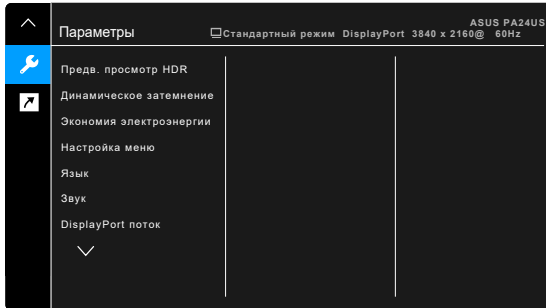 ASUS PA24US
Параметры
Стандартный режим DisplayPort 3840 x 2160@ 60Hz
Предв. просмотр HDR
Динамическое затемнение
Экономия электроэнергии
Настройка меню
Язык
Звук
DisplayPort поток